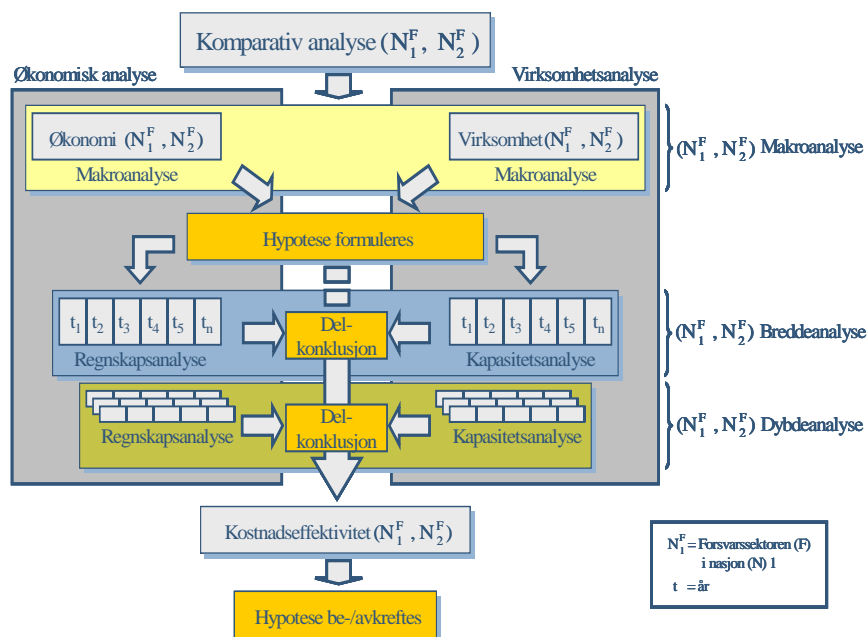 Komparativ analyse (N₁ᶠ, N₂ᶠ)
Økonomisk analyse
Virksomhetsanalyse
Økonomi (N₁ᶠ, N₂ᶠ)
Makroanalyse
Virksomhet (N₁ᶠ, N₂ᶠ)
Makroanalyse
(N₁ᶠ, N₂ᶠ) Makroanalyse
Hypotese formuleres
t₁ t₂ t₃ t₄ t₅ tₙ
Regnskapsanalyse
Del-
konklusjon
t₁ t₂ t₃ t₄ t₅ tₙ
Kapasitetsanalyse
(N₁ᶠ, N₂ᶠ) Breddeanalyse
Regnskapsanalyse
Del-
konklusjon
Kapasitetsanalyse
(N₁ᶠ, N₂ᶠ) Dybdeanalyse
Kostnadseffektivitet (N₁ᶠ, N₂ᶠ)
Hypotese be-/avkreftes
N₁ᶠ = Forsvarssektoren (F)
i nasjon (N) 1
t = år